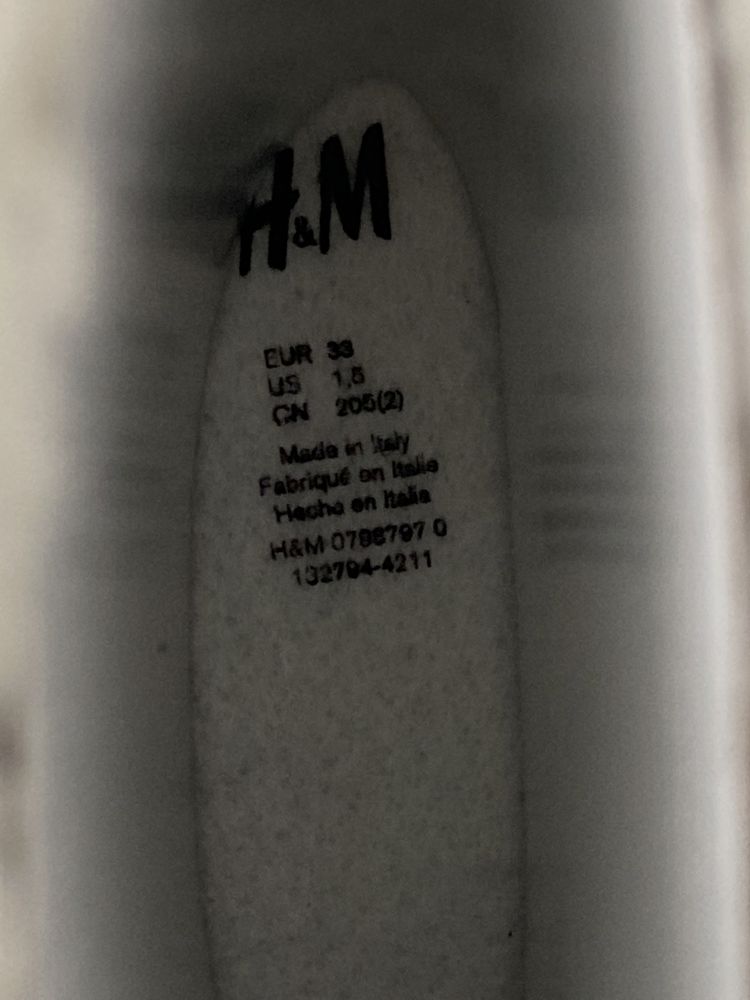 H&M
EUR 33
US 1,5
CN 205(2)
Made in Italy
Fabriqué en Italie
Hecho en Italia
H&M 0798797 0
132794-4211